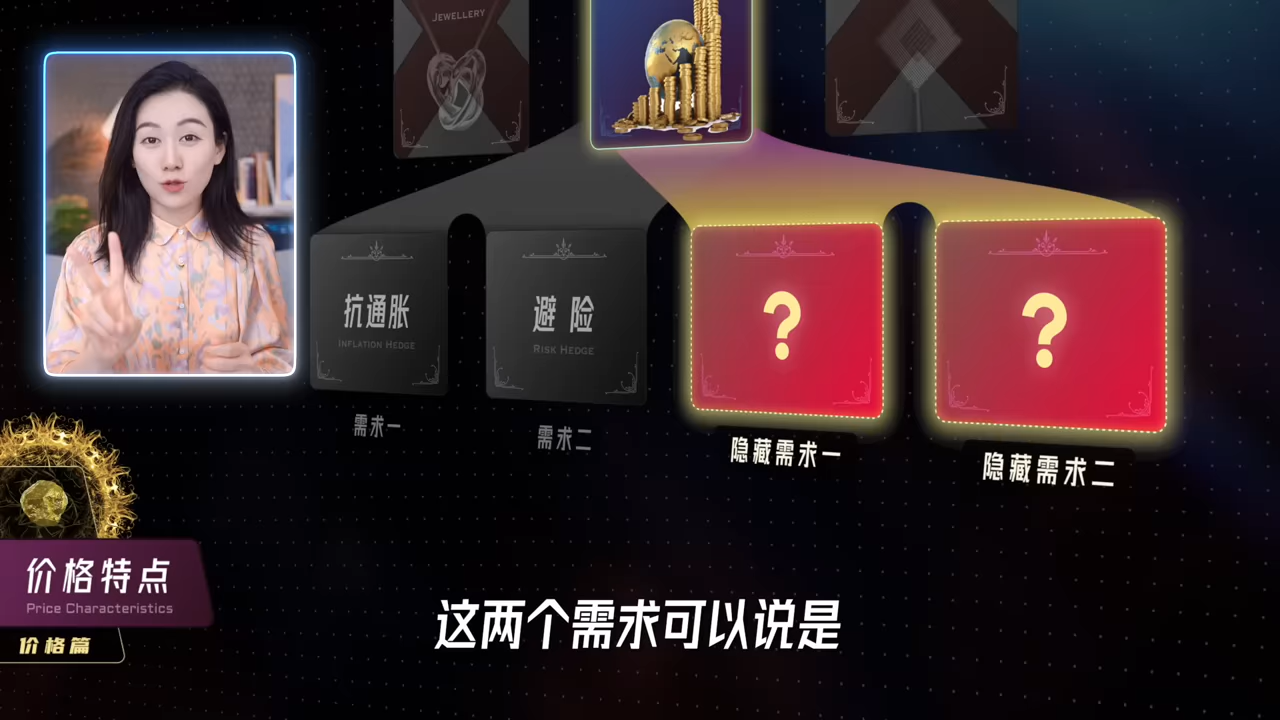 JEWELLERY
抗通胀
INFLATION HEDGE
避 险
RISK HEDGE
?
?
需求一
需求二
隐藏需求一
隐藏需求二
价格特点
Price Characteristics
价格篇
这两个需求可以说是